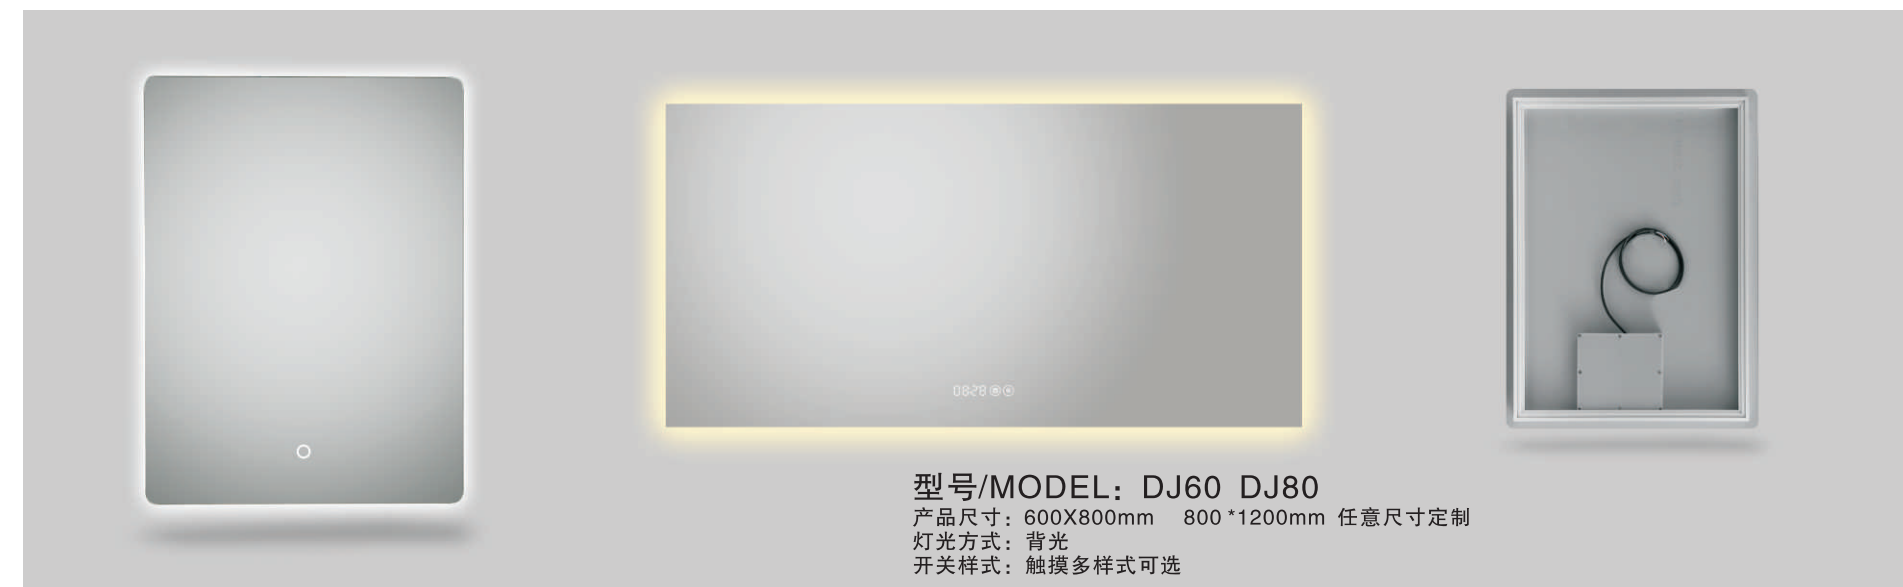 0828
型号/MODEL：DJ60 DJ80
产品尺寸：600X800mm 800*1200mm 任意尺寸定制
灯光方式：背光
开关样式：触摸多样式可选